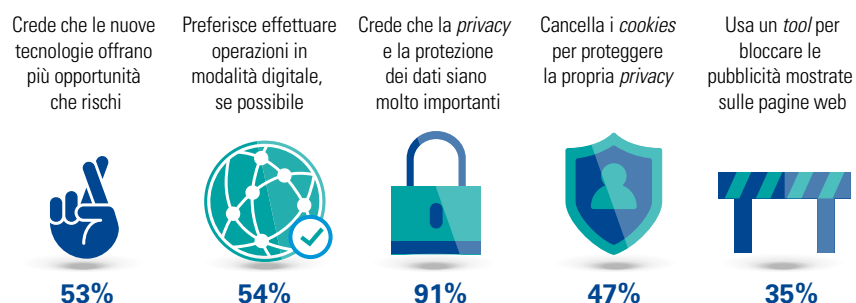 Crede che le nuove
tecnologie offrano
più opportunità
che rischi
53%
Preferisce effettuare
operazioni in
modalità digitale,
se possibile
54%
Crede che la privacy
e la protezione
dei dati siano
molto importanti
91%
Cancella i cookies
per proteggere
la propria privacy
47%
Usa un tool per
bloccare le
pubblicità mostrate
sulle pagine web
35%